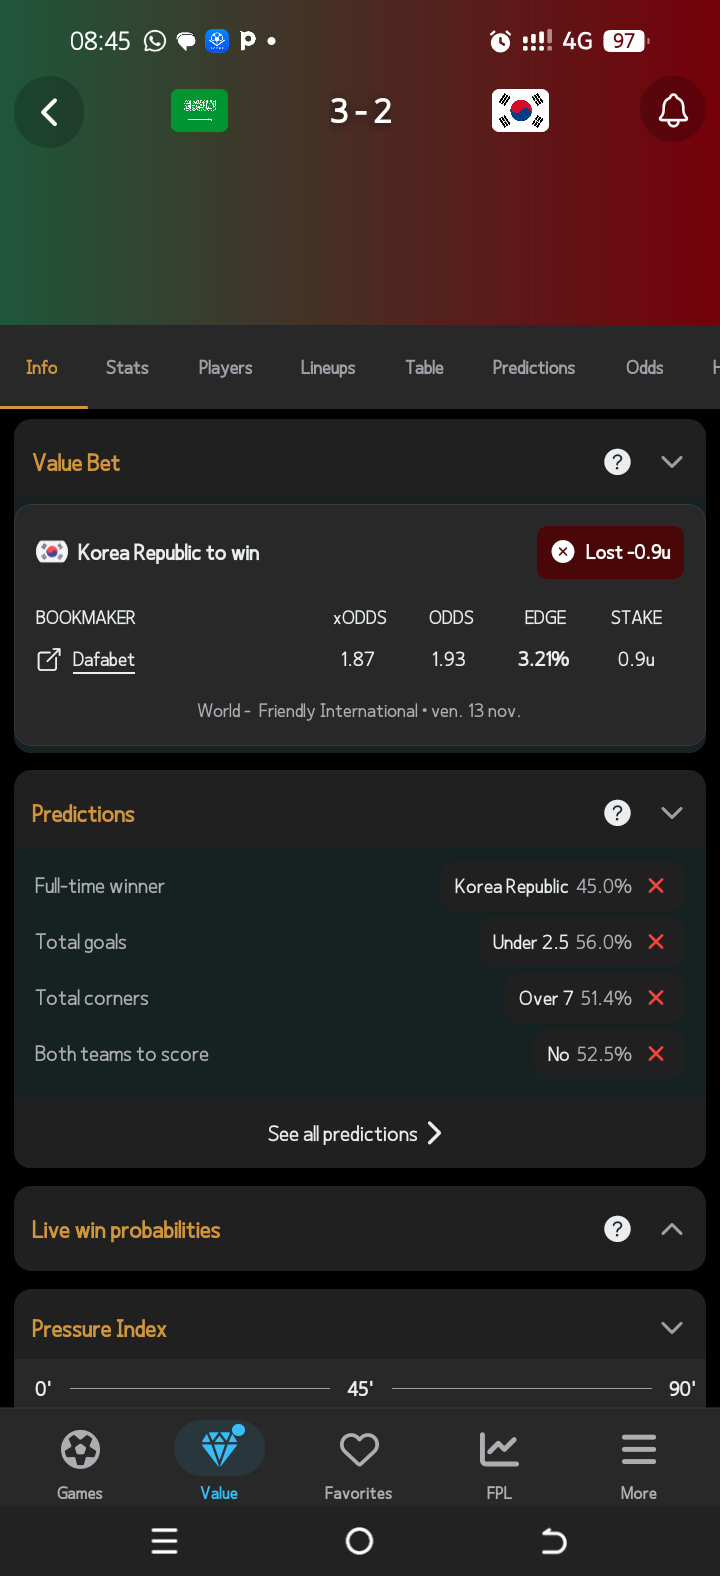 08:45 4G 97
3 - 2
Info Stats Players Lineups Table Predictions Odds H
Value Bet ?
Korea Republic to win Lost -0.9u
BOOKMAKER xODDS ODDS EDGE STAKE
Dafabet 1.87 1.93 3.21% 0.9u
World - Friendly International • ven. 13 nov.
Predictions ?
Full-time winner Korea Republic 45.0%
Total goals Under 2.5 56.0%
Total corners Over 7 51.4%
Both teams to score No 52.5%
See all predictions
Live win probabilities ?
Pressure Index
0' 45' 90'
Games Value Favorites FPL More